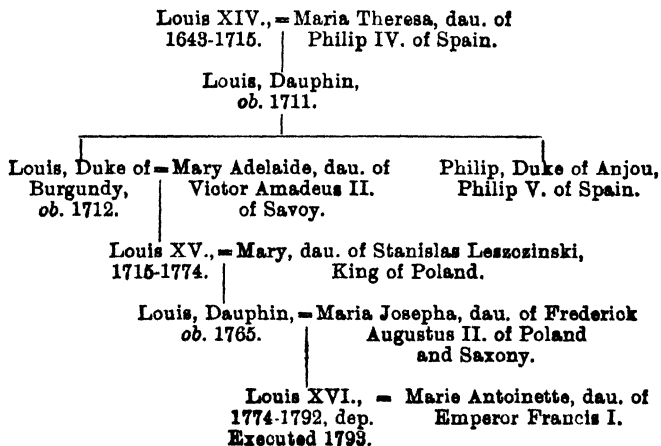 Louis XIV., = Maria Theresa, dau. of
1643-1715. Philip IV. of Spain.
Louis, Dauphin,
ob. 1711.
Louis, Duke of = Mary Adelaide, dau. of Philip, Duke of Anjou,
Burgundy, Victor Amadeus II. Philip V. of Spain.
ob. 1712. of Savoy.
Louis XV., = Mary, dau. of Stanislas Leszozinski,
1715-1774. King of Poland.
Louis, Dauphin, = Maria Josepha, dau. of Frederick
ob. 1765. Augustus II. of Poland
and Saxony.
Louis XVI., = Marie Antoinette, dau. of
1774-1792, dep. Emperor Francis I.
Executed 1793.